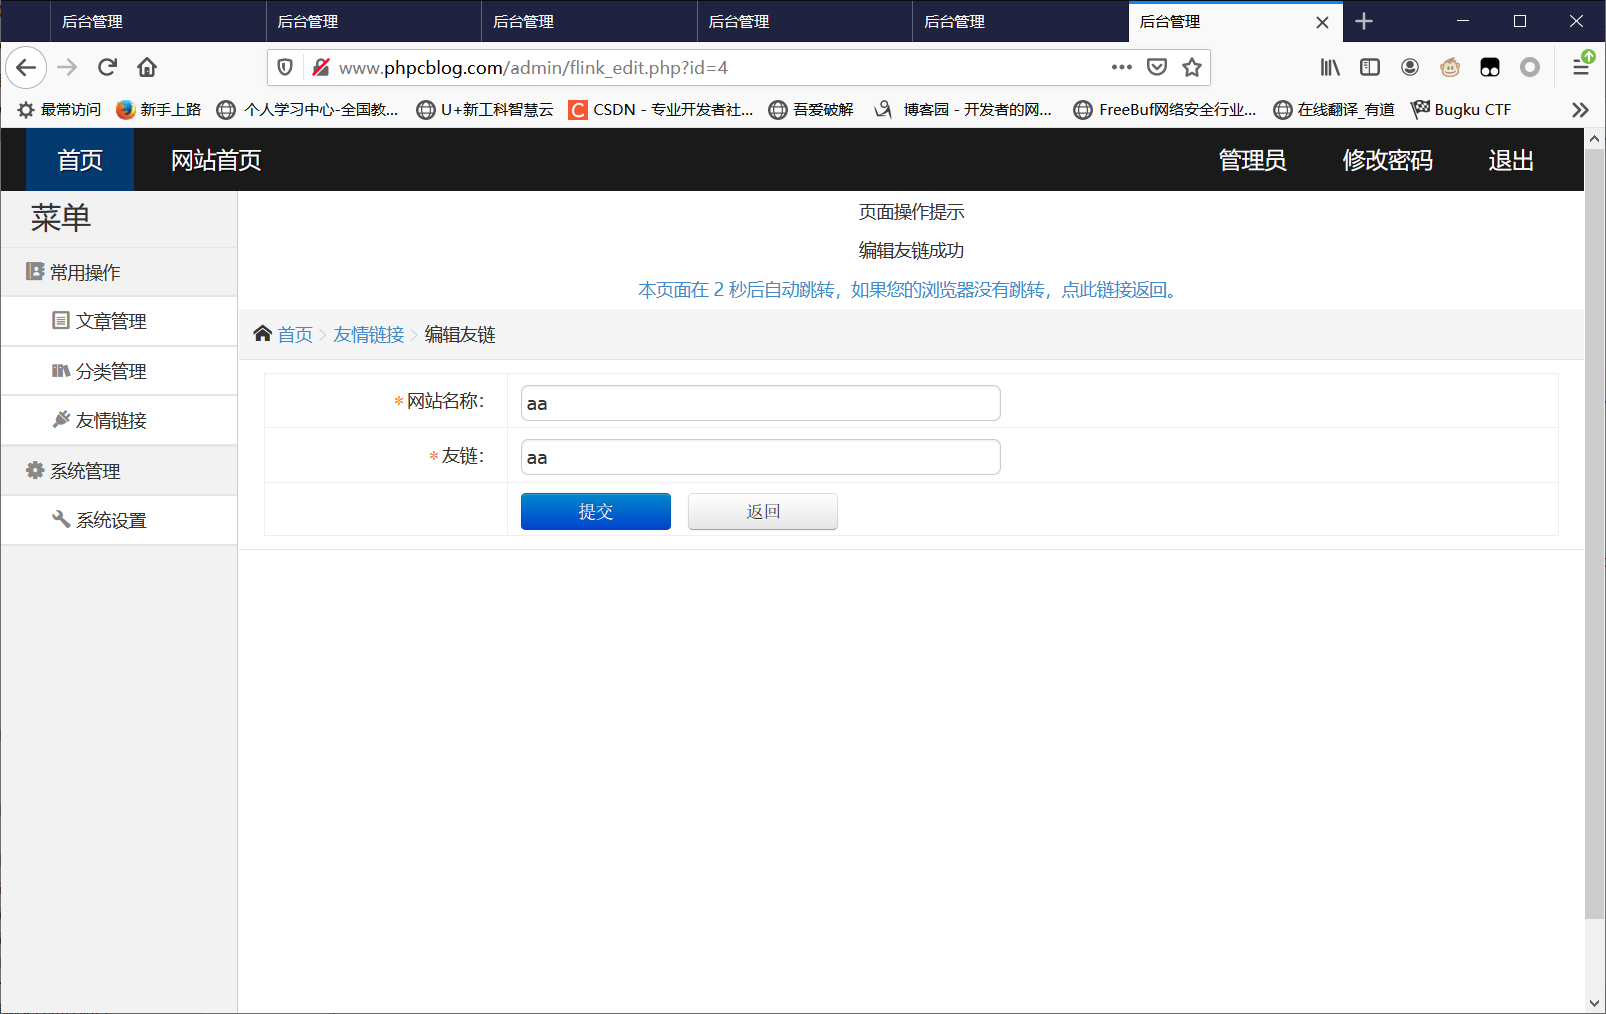 后台管理 后台管理 后台管理 后台管理 后台管理 后台管理
www.phpcblog.com/admin/flink_edit.php?id=4
最常访问 新手上路 个人学习中心-全国教... U+新工科智慧云 CSDN - 专业开发者社... 吾爱破解 博客园 - 开发者的网... FreeBuf网络安全行业... 在线翻译_有道 Bugku CTF
首页 网站首页 管理员 修改密码 退出
菜单
常用操作
文章管理
分类管理
友情链接
系统管理
系统设置
页面操作提示
编辑友链成功
本页面在 2 秒后自动跳转，如果您的浏览器没有跳转，点此链接返回。
首页 > 友情链接 > 编辑友链
*网站名称： aa
*友链： aa
提交 返回